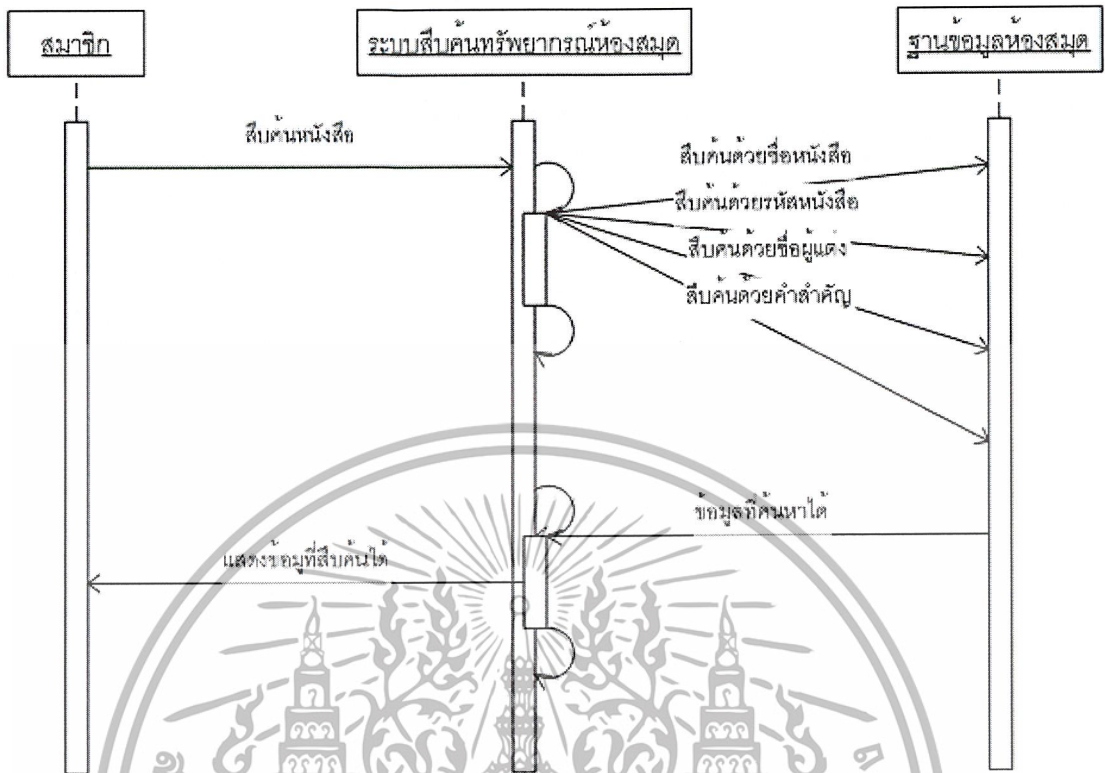 สมาชิก
ระบบสืบค้นทรัพยากรณ์ห้องสมุด
ฐานข้อมูลห้องสมุด
สืบค้นหนังสือ
สืบค้นด้วยชื่อหนังสือ
สืบค้นด้วยรหัสหนังสือ
สืบค้นด้วยชื่อผู้แต่ง
สืบค้นด้วยคำสำคัญ
ข้อมูลที่ค้นหาได้
แสดงข้อมูที่สืบค้นได้